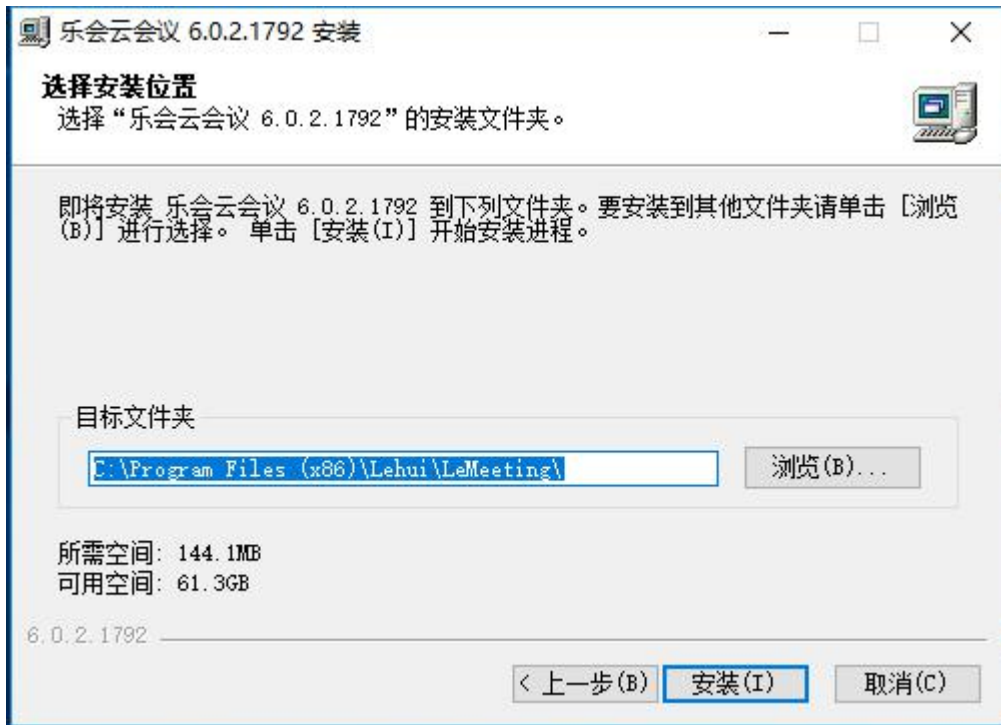 乐会云会议 6.0.2.1792 安装
选择安装位置
选择“乐会云会议 6.0.2.1792”的安装文件夹。
即将安装 乐会云会议 6.0.2.1792 到下列文件夹。要安装到其他文件夹请单击 [浏览
(B)] 进行选择。 单击 [安装(I)] 开始安装进程。
目标文件夹
C:\Program Files (x86)\Lehui\LeMeeting\
浏览(B)...
所需空间: 144.1MB
可用空间: 61.3GB
6.0.2.1792
< 上一步(B)
安装(I)
取消(C)